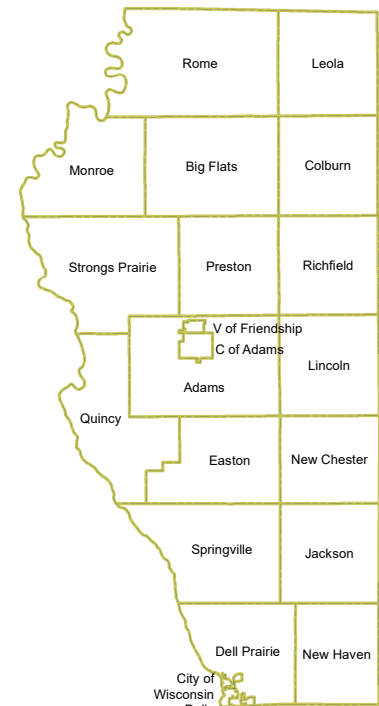 Rome
Leola
Monroe
Big Flats
Colburn
Strongs Prairie
Preston
Richfield
V of Friendship
C of Adams
Lincoln
Adams
Quincy
Easton
New Chester
Springville
Jackson
Dell Prairie
New Haven
City of
Wisconsin